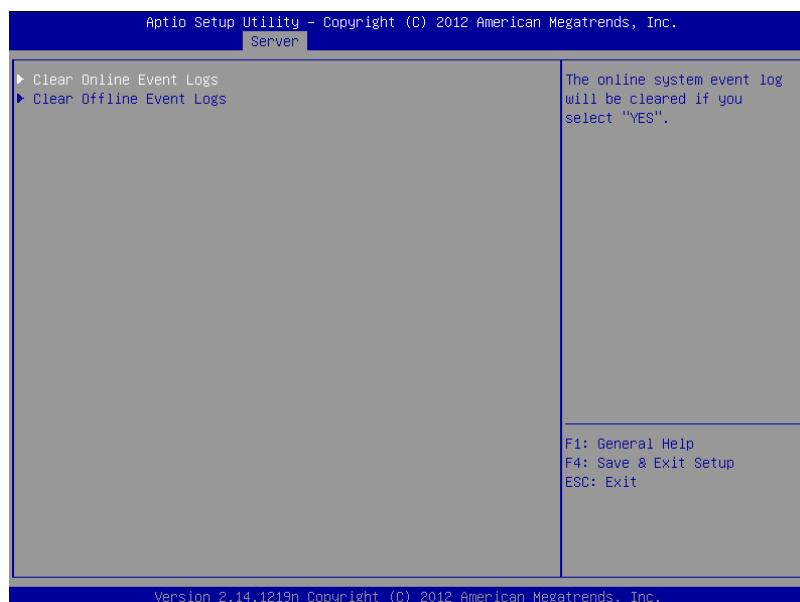 Aptio Setup Utility – Copyright (C) 2012 American Megatrends, Inc.
Server
Clear Online Event Logs
Clear Offline Event Logs
The online system event log
will be cleared if you
select "YES".
F1: General Help
F4: Save & Exit Setup
ESC: Exit
Version 2.14.1219n Copyright (C) 2012 American Megatrends, Inc.